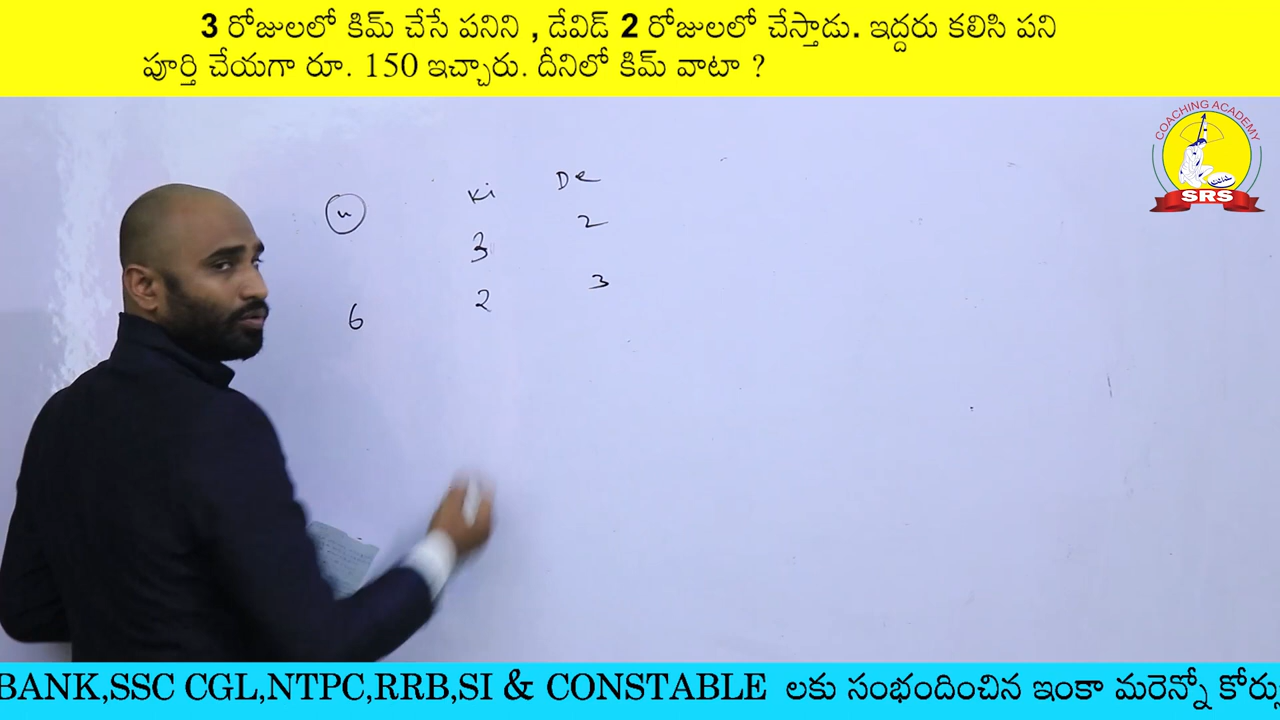 3 రోజులలో కిమ్ చేసే పనిని , డేవిడ్ 2 రోజులలో చేస్తాడు. ఇద్దరు కలిసి పని
పూర్తి చేయగా రూ. 150 ఇచ్చారు. దీనిలో కిమ్ వాటా ?
COACHING ACADEMY
SRS
Ki De
3 2
6 2 3
BANK,SSC CGL,NTPC,RRB,SI & CONSTABLE లకు సంభందించిన ఇంకా మరెన్నో